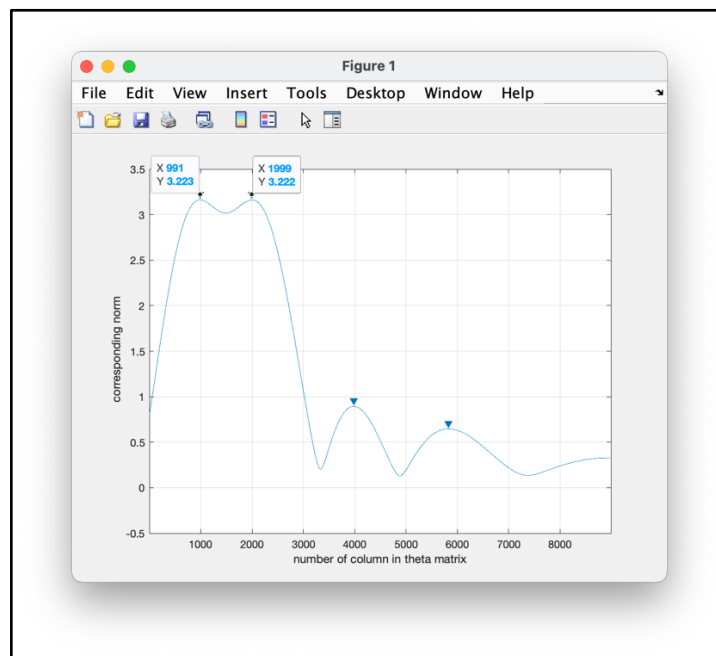 Figure 1
File Edit View Insert Tools Desktop Window Help
X 991
Y 3.223
X 1999
Y 3.222
3.5
3
2.5
2
1.5
1
0.5
0
-0.5
corresponding norm
1000 2000 3000 4000 5000 6000 7000 8000
number of column in theta matrix